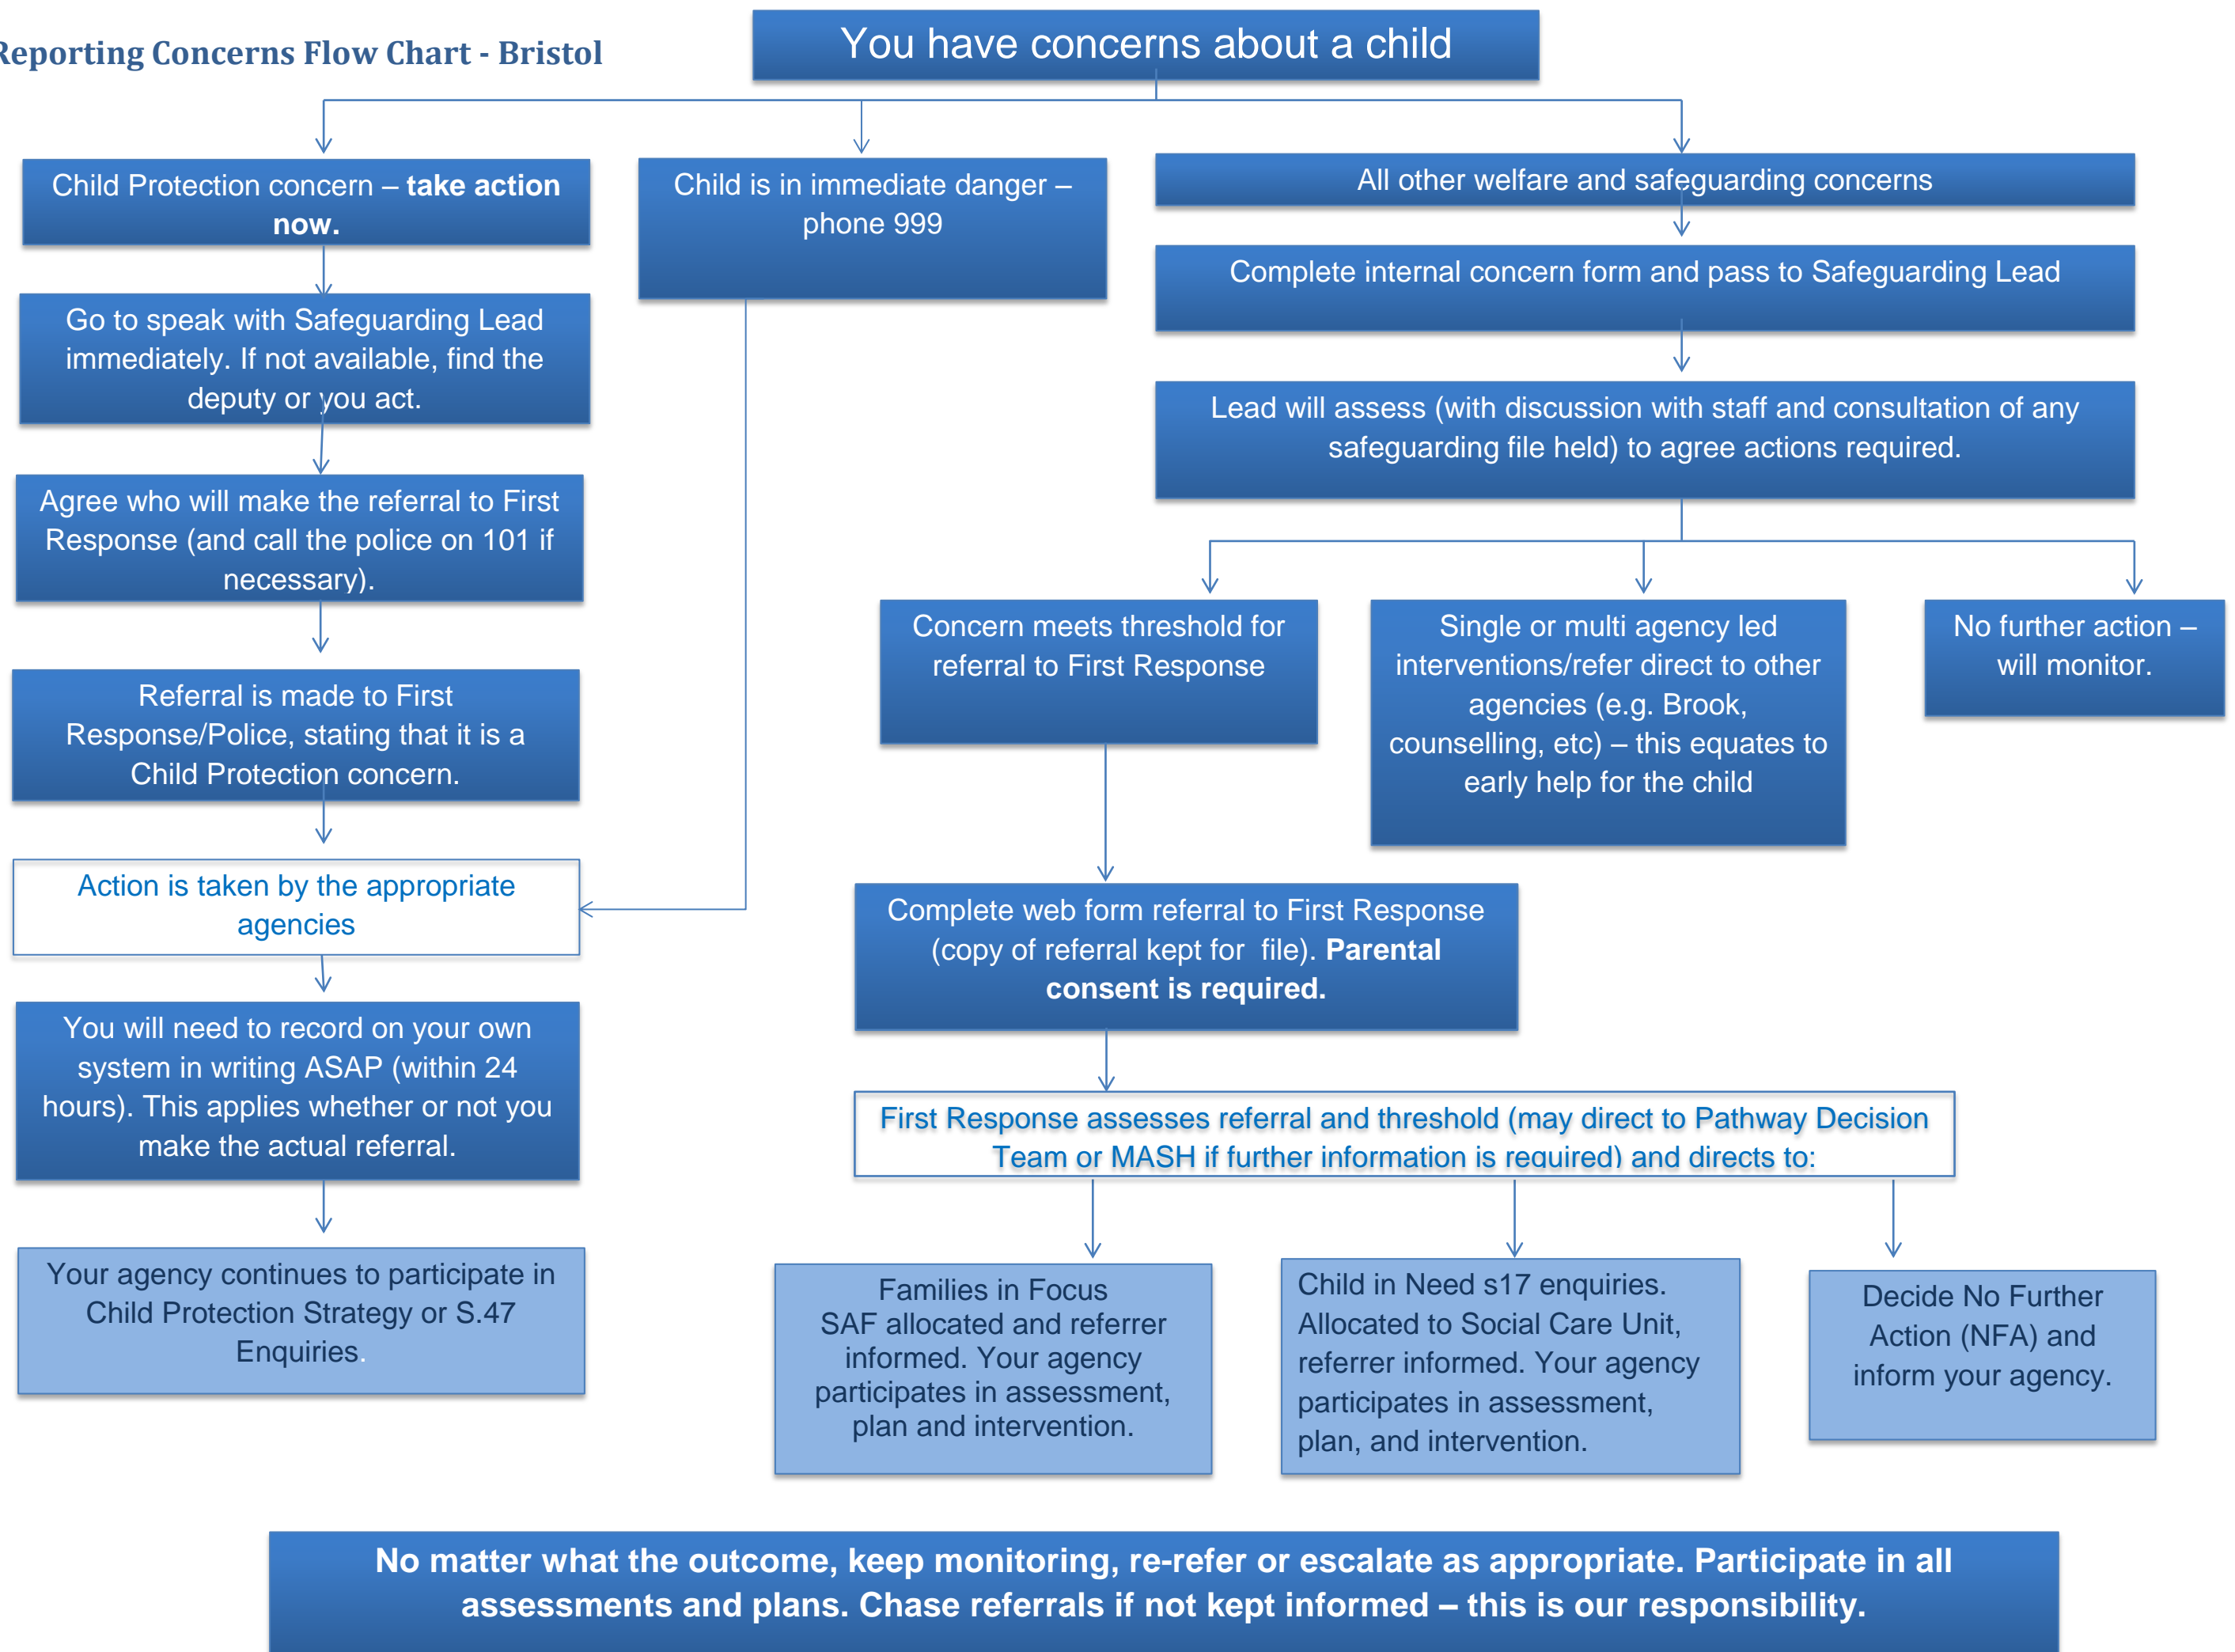 Reporting Concerns Flow Chart - Bristol
You have concerns about a child
Child Protection concern – take action
now.
Go to speak with Safeguarding Lead
immediately. If not available, find the
deputy or you act.
Agree who will make the referral to First
Response (and call the police on 101 if
necessary).
Referral is made to First
Response/Police, stating that it is a
Child Protection concern.
Action is taken by the appropriate
agencies
You will need to record on your own
system in writing ASAP (within 24
hours). This applies whether or not you
make the actual referral.
Your agency continues to participate in
Child Protection Strategy or S.47
Enquiries.
Child is in immediate danger –
phone 999
All other welfare and safeguarding concerns
Complete internal concern form and pass to Safeguarding Lead
Lead will assess (with discussion with staff and consultation of any
safeguarding file held) to agree actions required.
Concern meets threshold for
referral to First Response
Single or multi agency led
interventions/refer direct to other
agencies (e.g. Brook,
counselling, etc) – this equates to
early help for the child
No further action –
will monitor.
Complete web form referral to First Response
(copy of referral kept for file). Parental
consent is required.
First Response assesses referral and threshold (may direct to Pathway Decision
Team or MASH if further information is required) and directs to:
Families in Focus
SAF allocated and referrer
informed. Your agency
participates in assessment,
plan and intervention.
Child in Need s17 enquiries.
Allocated to Social Care Unit,
referrer informed. Your agency
participates in assessment,
plan, and intervention.
Decide No Further
Action (NFA) and
inform your agency.
No matter what the outcome, keep monitoring, re-refer or escalate as appropriate. Participate in all
assessments and plans. Chase referrals if not kept informed – this is our responsibility.